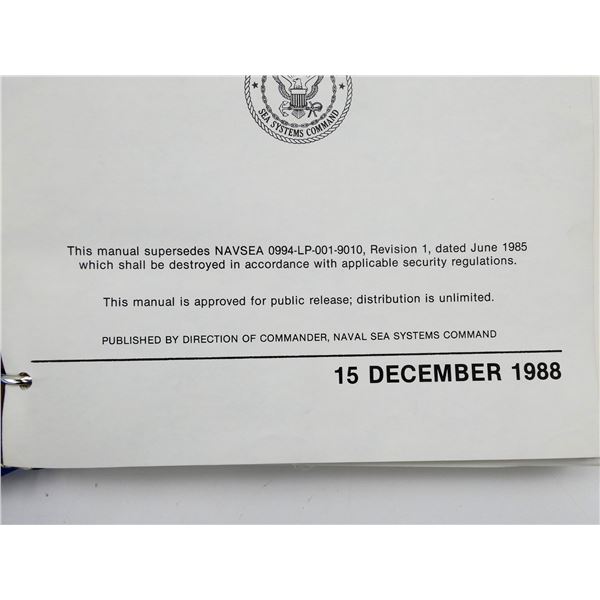 SEA SYSTEMS COMMAND
This manual supersedes NAVSEA 0994-LP-001-9010, Revision 1, dated June 1985
which shall be destroyed in accordance with applicable security regulations.
This manual is approved for public release; distribution is unlimited.
PUBLISHED BY DIRECTION OF COMMANDER, NAVAL SEA SYSTEMS COMMAND
15 DECEMBER 1988